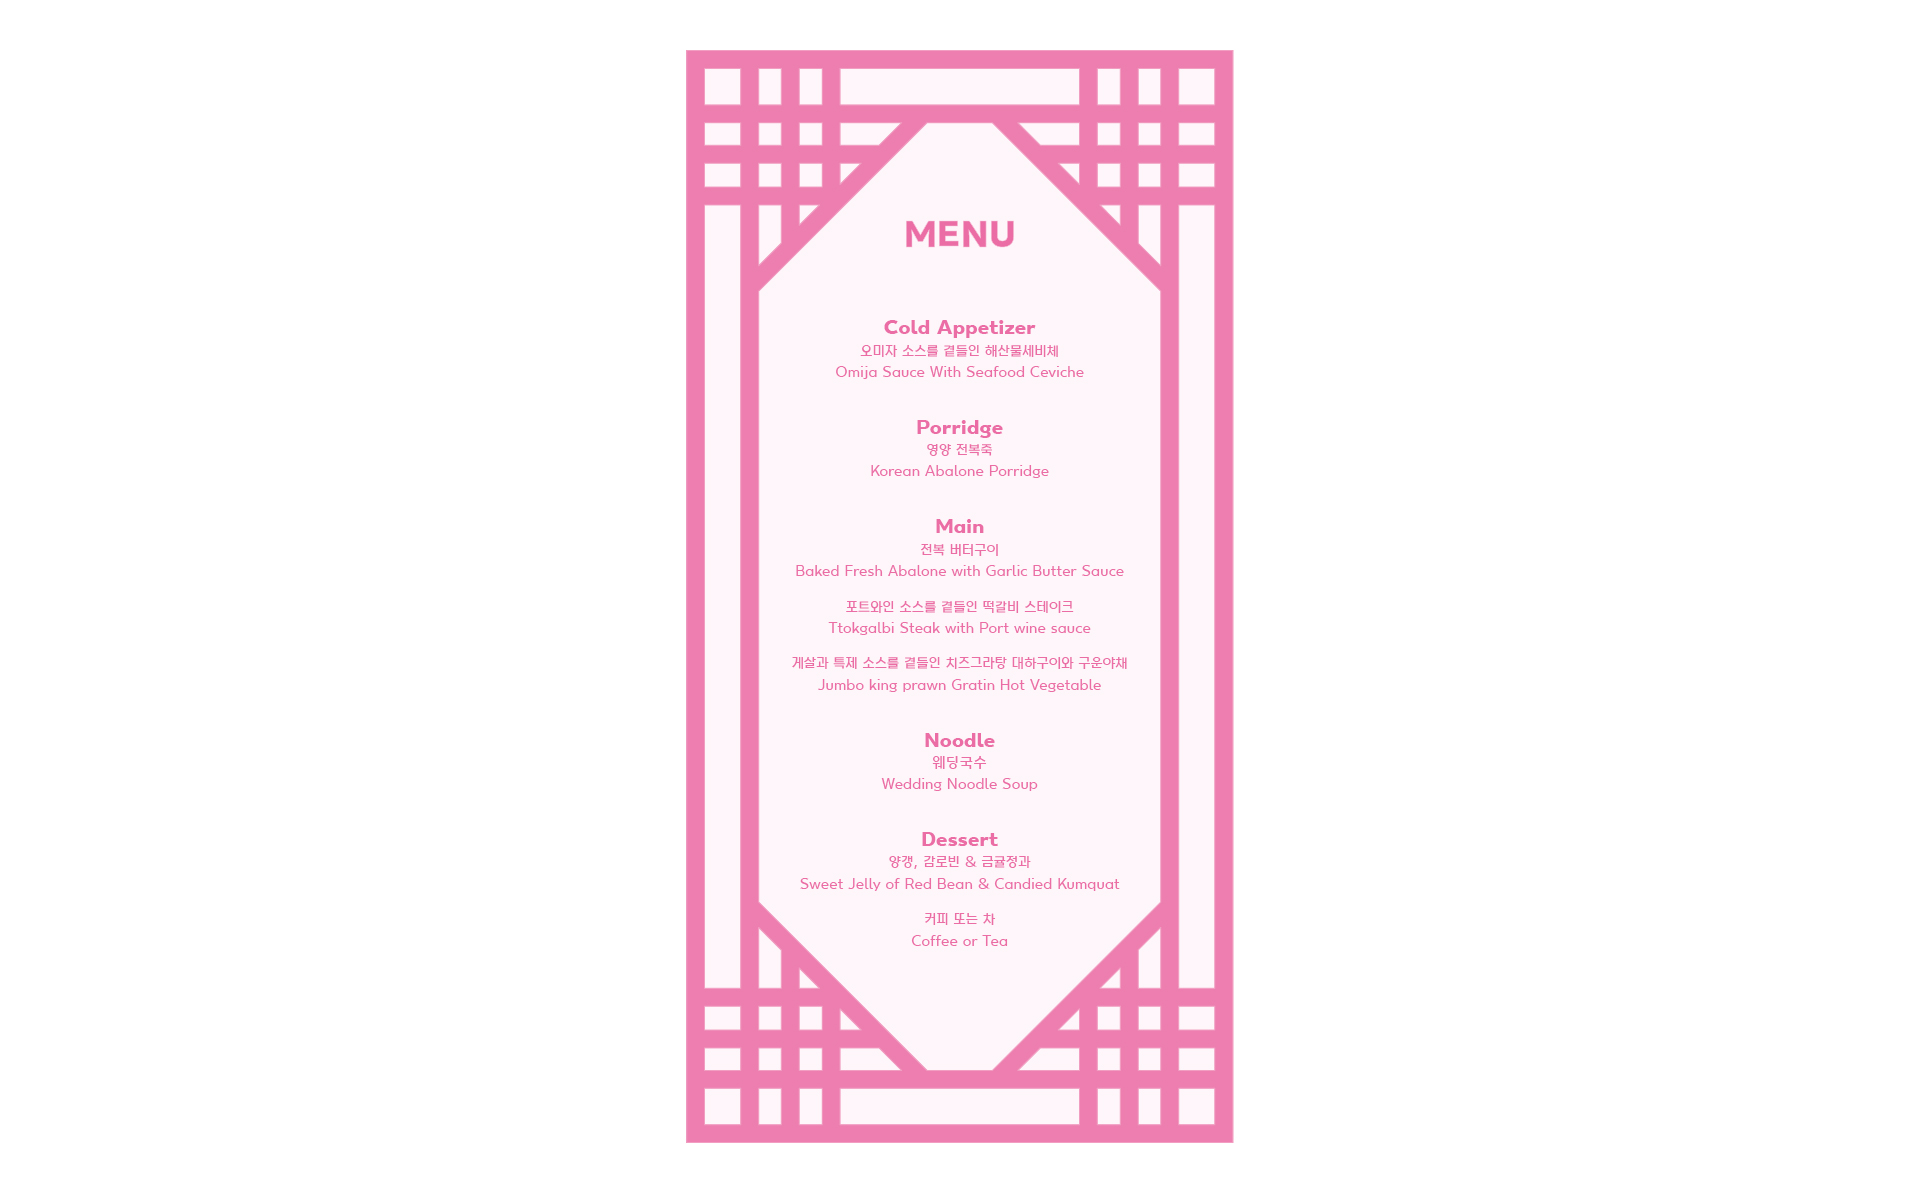 MENU
Cold Appetizer
오미자 소스를 곁들인 해산물세비체
Omija Sauce With Seafood Ceviche
Porridge
영양 전복죽
Korean Abalone Porridge
Main
전복 버터구이
Baked Fresh Abalone with Garlic Butter Sauce
포트와인 소스를 곁들인 떡갈비 스테이크
Ttokgalbi Steak with Port wine sauce
게살과 특제 소스를 곁들인 치즈그라탕 대하구이와 구운야채
Jumbo king prawn Gratin Hot Vegetable
Noodle
웨딩국수
Wedding Noodle Soup
Dessert
양갱, 감로빈 & 금귤정과
Sweet Jelly of Red Bean & Candied Kumquat
커피 또는 차
Coffee or Tea